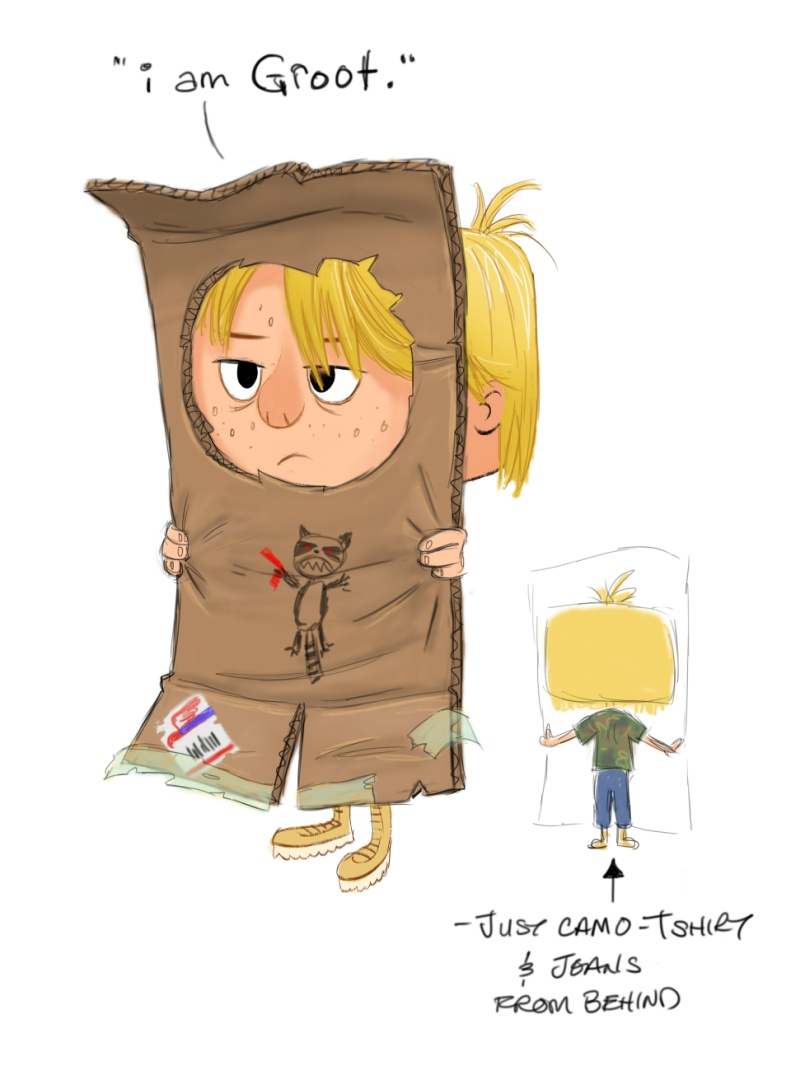 "i am Groot."
-JUST CAMO-TSHIRT
& JEANS
FROM BEHIND